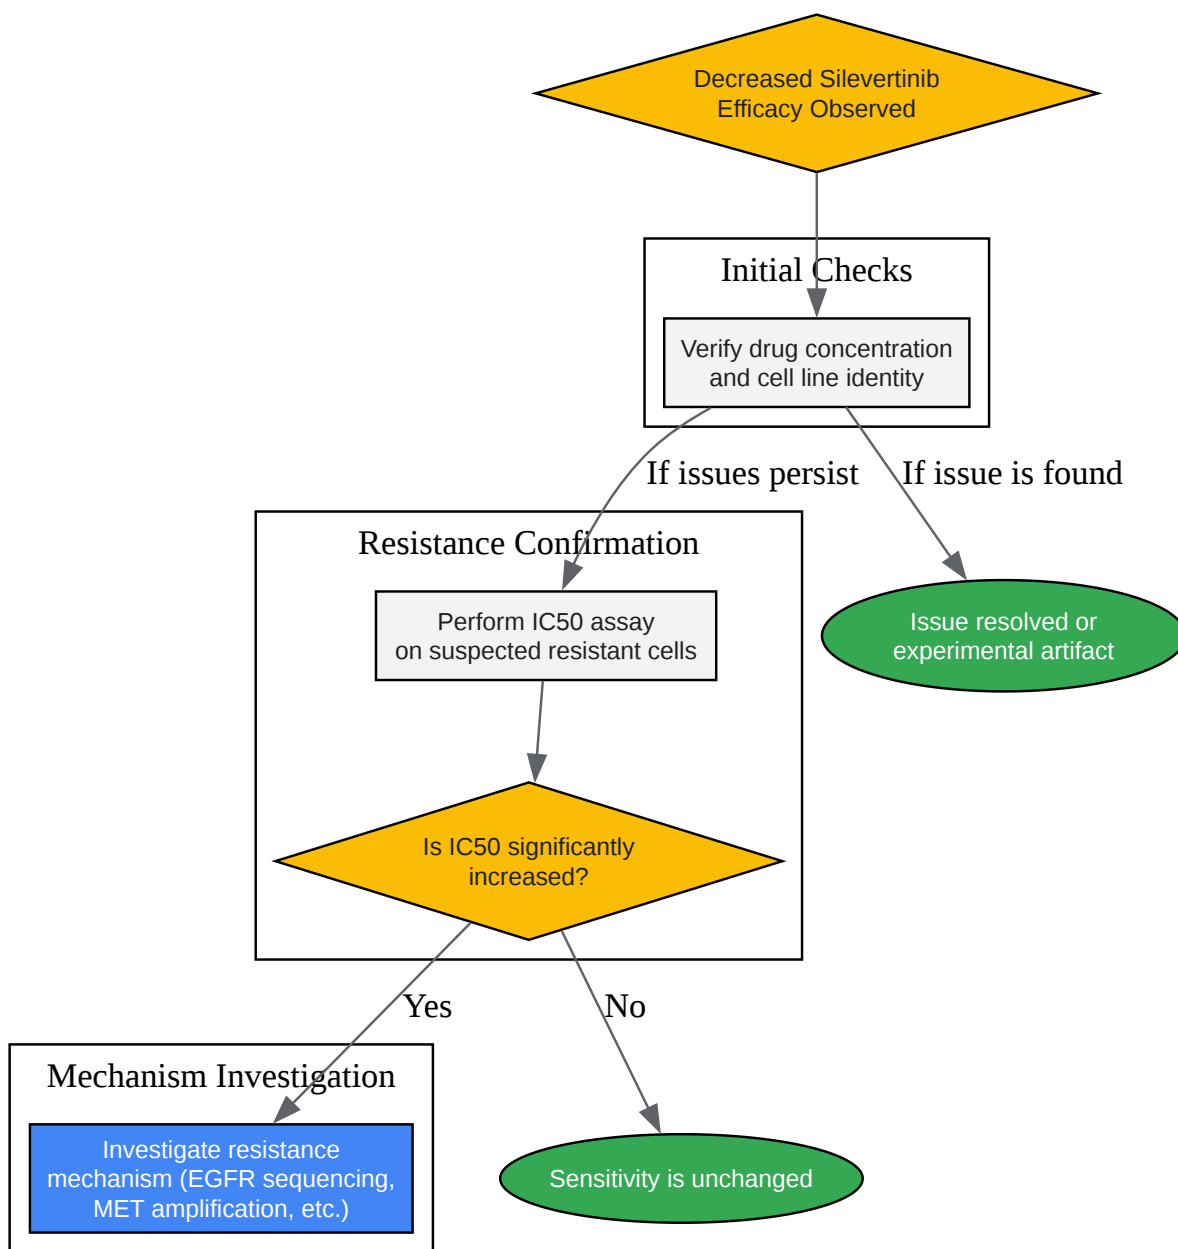 Decreased Silevertinib
Efficacy Observed
Initial Checks
Verify drug concentration
and cell line identity
If issues persist
If issue is found
Resistance Confirmation
Perform IC50 assay
on suspected resistant cells
Issue resolved or
experimental artifact
Is IC50 significantly
increased?
Yes
No
Mechanism Investigation
Investigate resistance
mechanism (EGFR sequencing,
MET amplification, etc.)
Sensitivity is unchanged